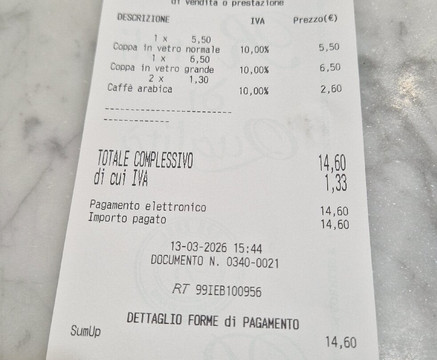 di vendita o prestazione
DESCRIZIONE IVA Prezzo(€)
1 x 5,50
Coppa in vetro normale 10,00% 5,50
1 x 6,50
Coppa in vetro grande 10,00% 6,50
2 x 1,30
Caffè arabica 10,00% 2,60
TOTALE COMPLESSIVO 14,60
di cui IVA 1,33
Pagamento elettronico 14,60
Importo pagato 14,60
13-03-2026 15:44
DOCUMENTO N. 0340-0021
RT 99IEB100956
DETTAGLIO FORME di PAGAMENTO
SumUp 14,60